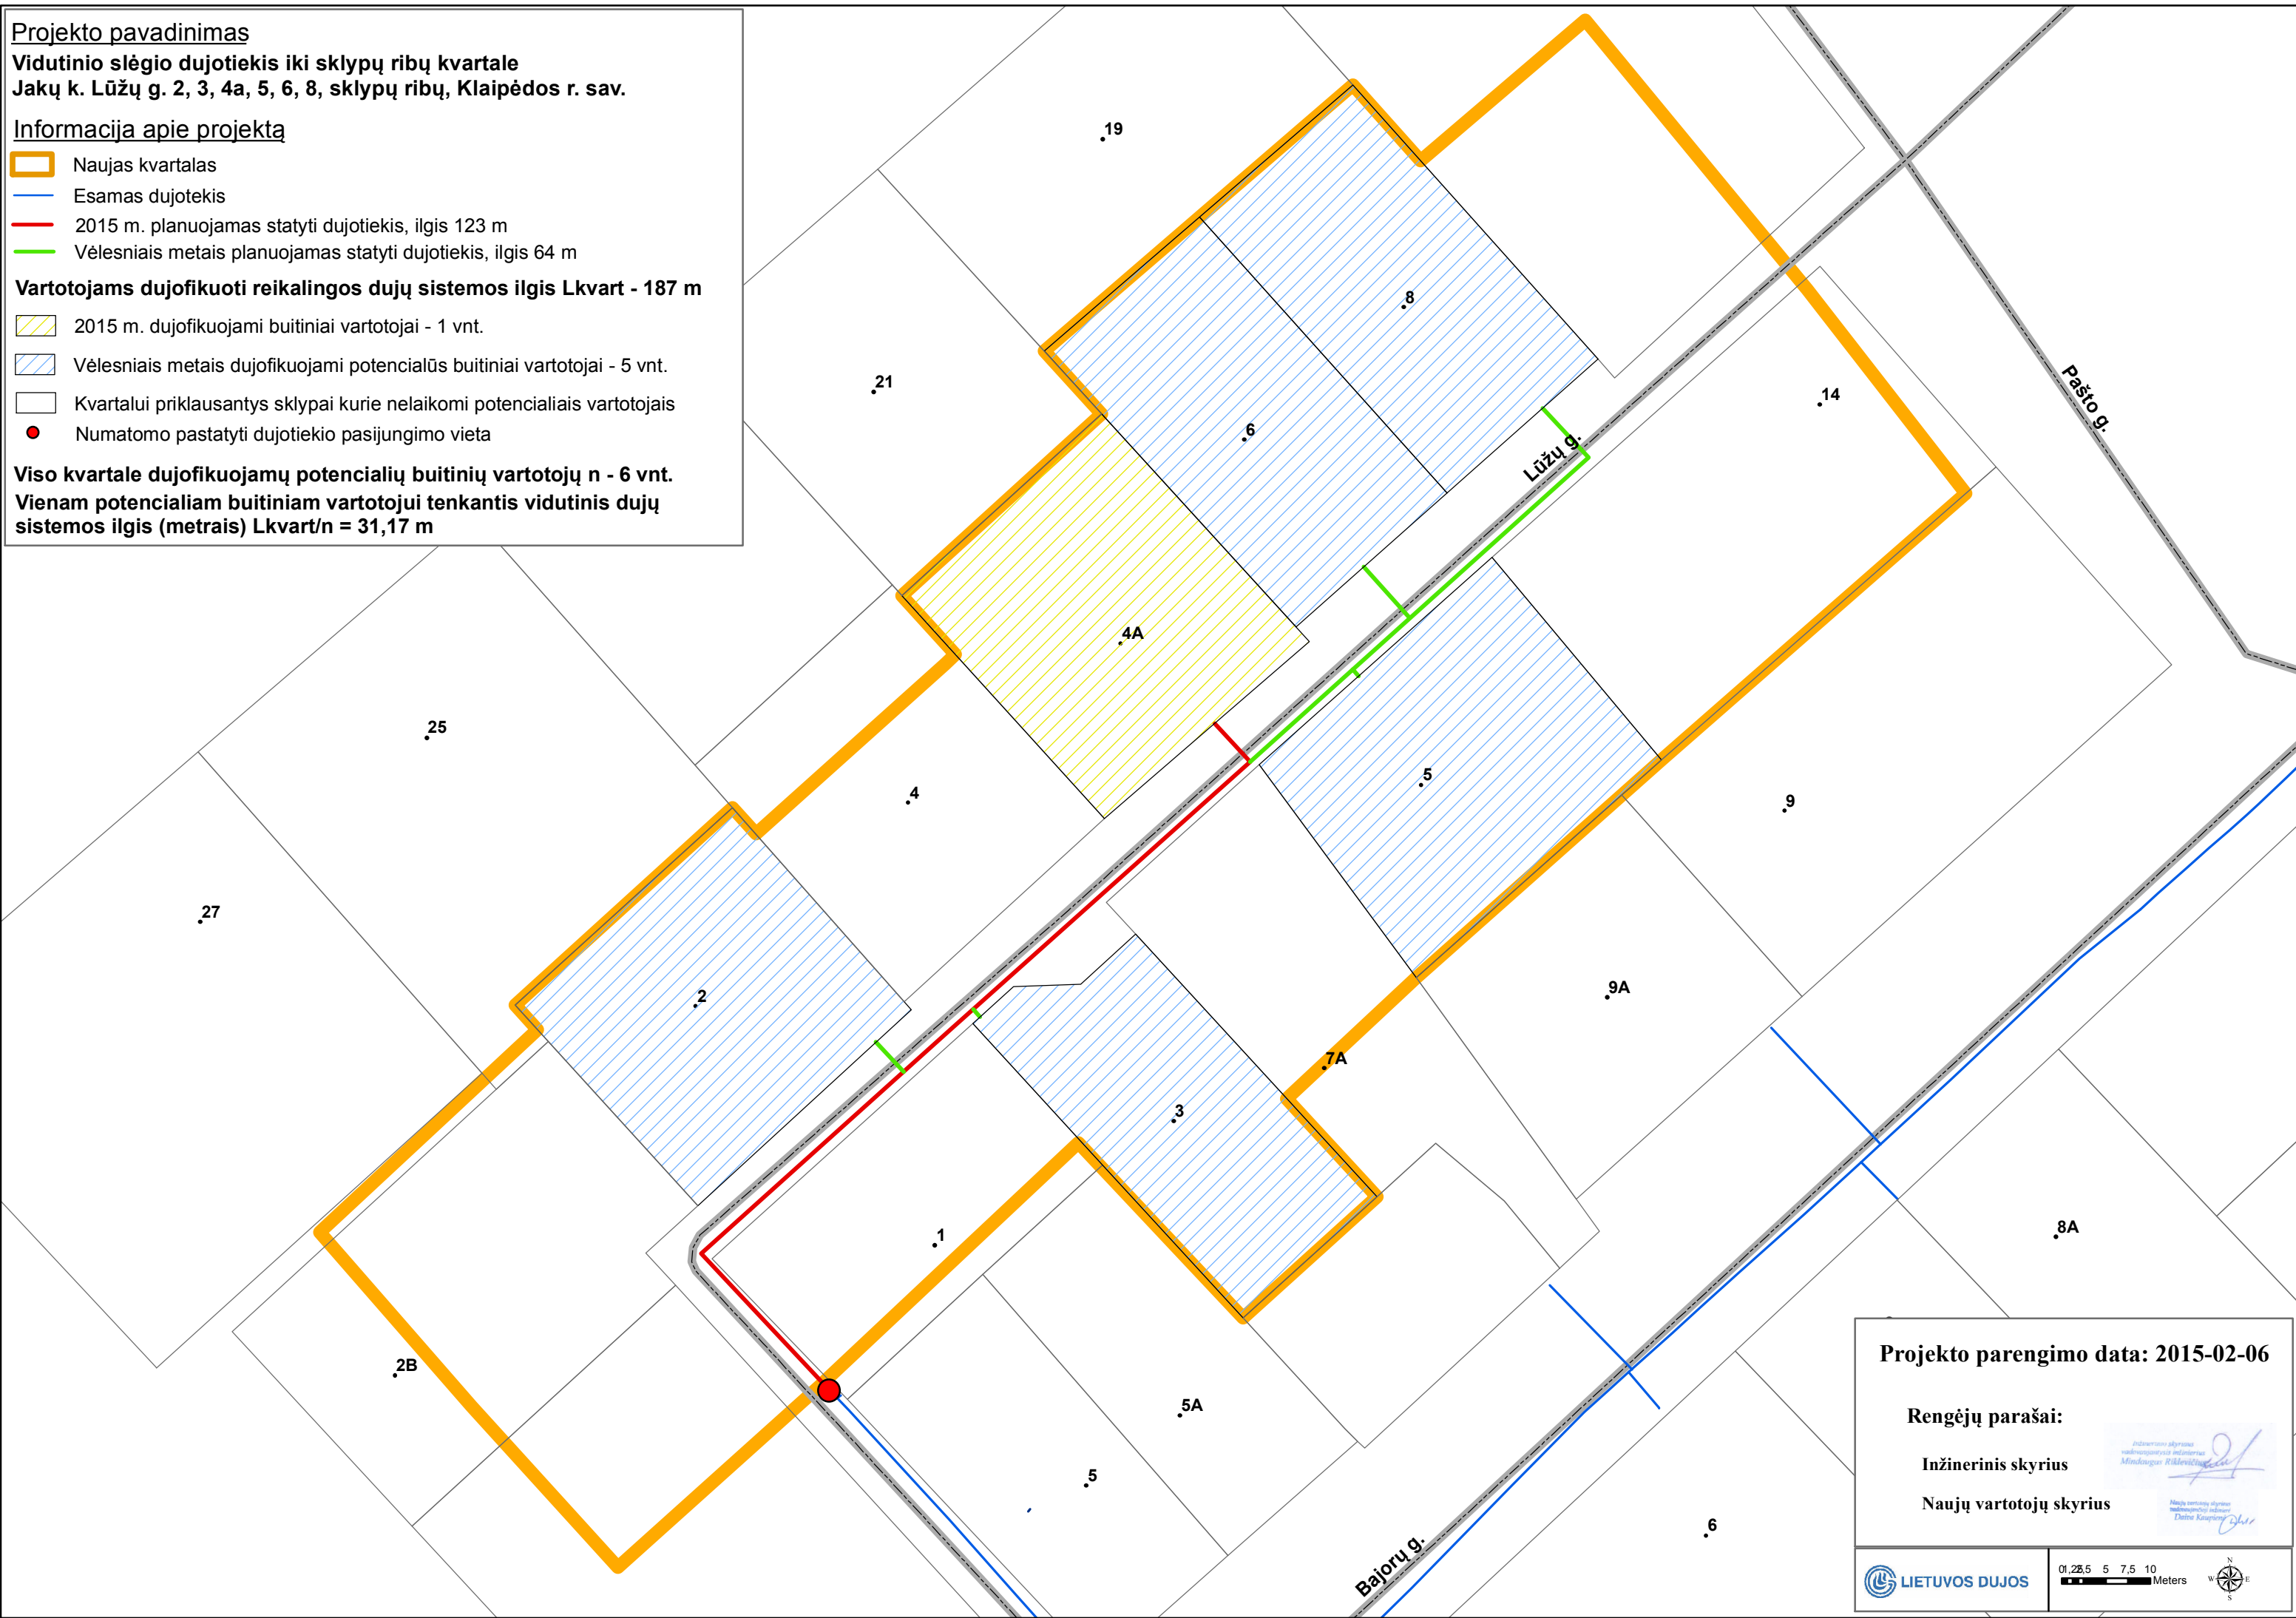 Projekto pavadinimas
Vidutinio slėgio dujotiekis iki sklypų ribų kvartale
Jakų k. Lūžų g. 2, 3, 4a, 5, 6, 8, sklypų ribų, Klaipėdos r. sav.
Informacija apie projektą
Naujas kvartalas
Esamas dujotekis
2015 m. planuojamas statyti dujotiekis, ilgis 123 m
Vėlesniais metais planuojamas statyti dujotiekis, ilgis 64 m
Vartotojams dujofikuoti reikalingos dujų sistemos ilgis Lkvart - 187 m
2015 m. dujofikuojami buitiniai vartotojai - 1 vnt.
Vėlesniais metais dujofikuojami potencialūs buitiniai vartotojai - 5 vnt.
Kvartalui priklausantys sklypai kurie nelaikomi potencialiais vartotojais
Numatomo pastatyti dujotiekio pasijungimo vieta
Viso kvartale dujofikuojamų potencialių buitinių vartotojų n - 6 vnt.
Vienam potencialiam buitiniam vartotojui tenkantis vidutinis dujų
sistemos ilgis (metrais) Lkvart/n = 31,17 m
19
8
21
14
Pašto g.
6
Lūžų g.
4A
25
5
4
9
27
2
9A
7A
3
1
8A
2B
5A
5
6
Bajorų g.
Projekto parengimo data: 2015-02-06
Rengėjų parašai:
Inžinerinis skyrius
Naujų vartotojų skyrius
LIETUVOS DUJOS
5 7,5 10
Meters
N
W E
S